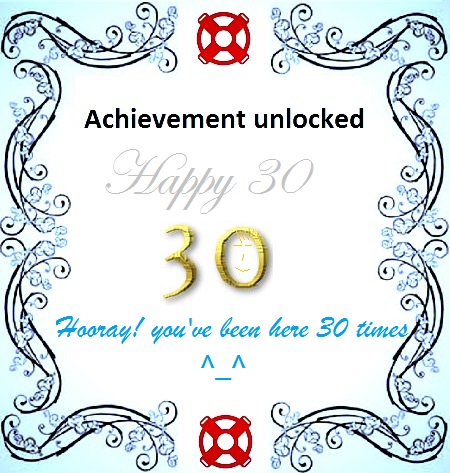 Achievement unlocked
Happy 30
30
Hooray! you've been here 30 times
^_^